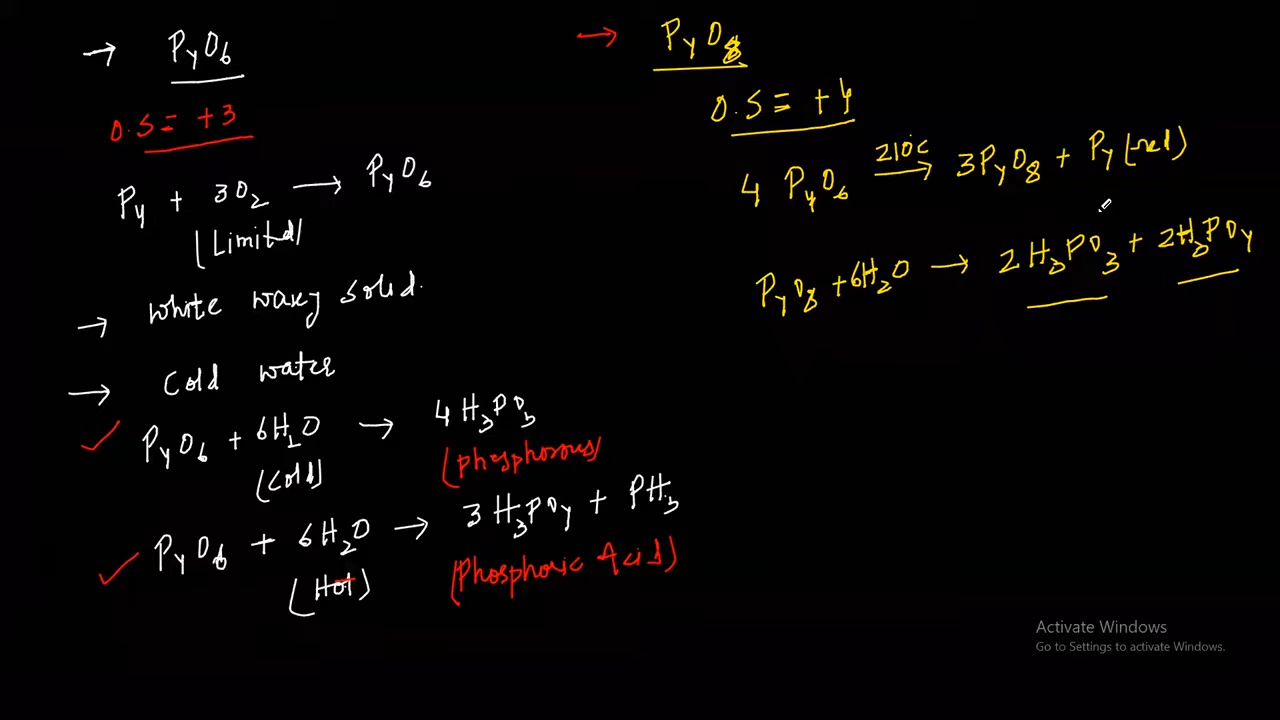 → P₄O₆
O.S = +3
P₄ + 3O₂ → P₄O₆
(Limited)
→ White waxy solid.
→ Cold water
✓ P₄O₆ + 6H₂O → 4H₃PO₃
(Cold) (phosphorous)
✓ P₄O₆ + 6H₂O → 3H₃PO₄ + PH₃
(Hot) (Phosphoric Acid)
→ P₄O₈
O.S = +4
4 P₄O₆ 210c→ 3P₄O₈ + P₄(red)
P₄O₈ + 6H₂O → 2H₃PO₃ + 2H₃PO₄
Activate Windows
Go to Settings to activate Windows.